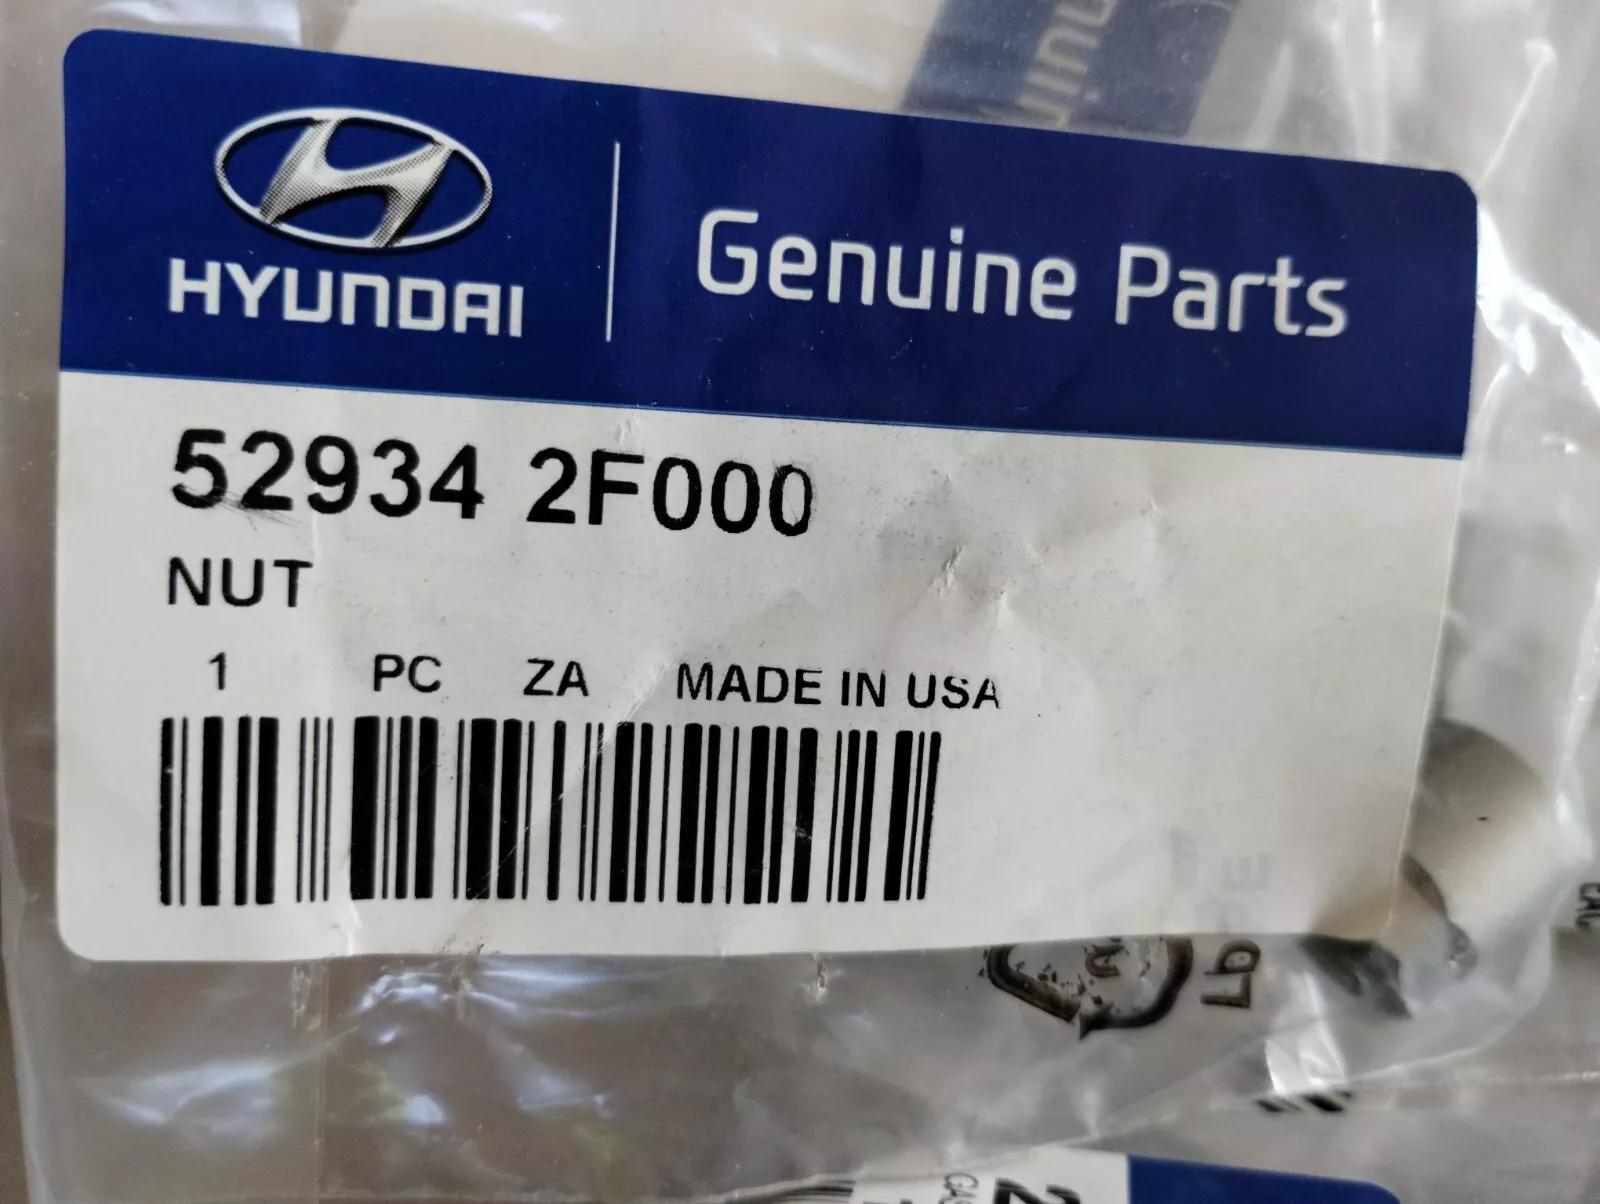 HYUNDAI
Genuine Parts
52934 2F000
NUT
1 PC ZA MADE IN USA